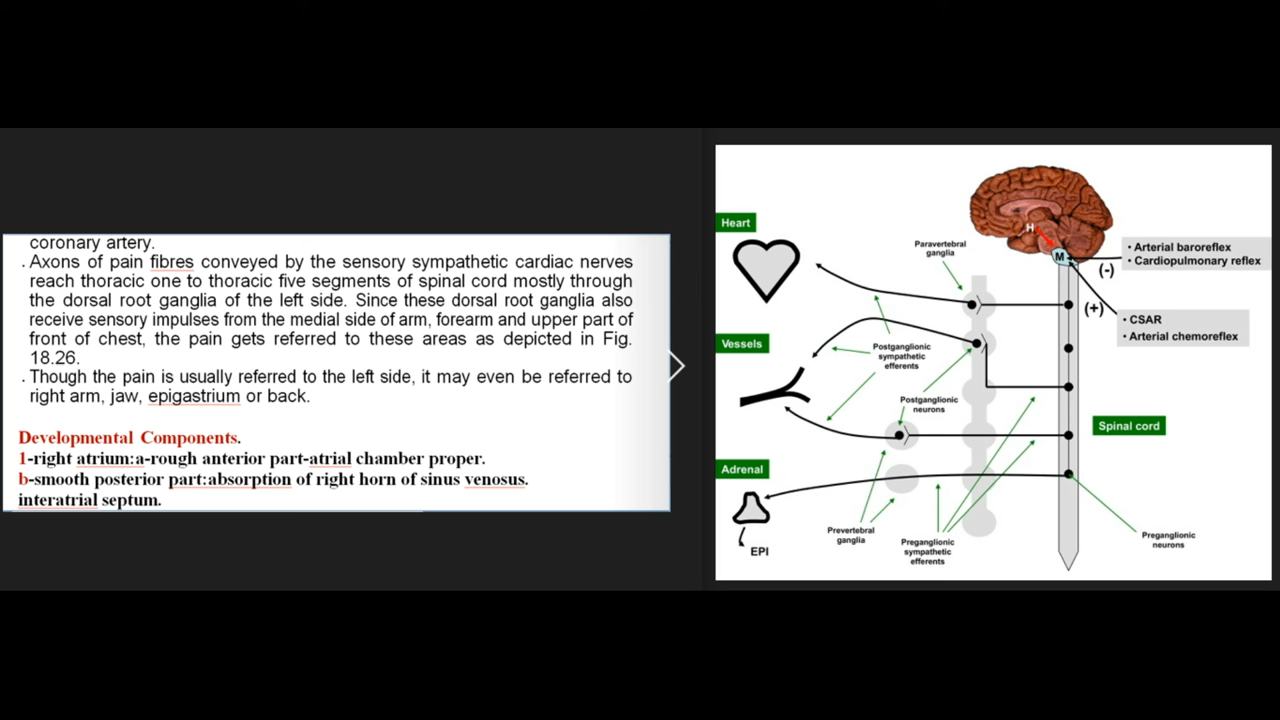 coronary artery.
. Axons of pain fibres conveyed by the sensory sympathetic cardiac nerves
reach thoracic one to thoracic five segments of spinal cord mostly through
the dorsal root ganglia of the left side. Since these dorsal root ganglia also
receive sensory impulses from the medial side of arm, forearm and upper part of
front of chest, the pain gets referred to these areas as depicted in Fig.
18.26.
. Though the pain is usually referred to the left side, it may even be referred to
right arm, jaw, epigastrium or back.
Developmental Components.
1-right atrium:a-rough anterior part-atrial chamber proper.
b-smooth posterior part:absorption of right horn of sinus venosus.
interatrial septum.
Heart
Paravertebral
ganglia
H
M
• Arterial baroreflex
• Cardiopulmonary reflex
(-)
(+)
• CSAR
• Arterial chemoreflex
Vessels
Postganglionic
sympathetic
efferents
Postganglionic
neurons
Spinal cord
Adrenal
EPI
Prevertebral
ganglia
Preganglionic
sympathetic
efferents
Preganglionic
neurons